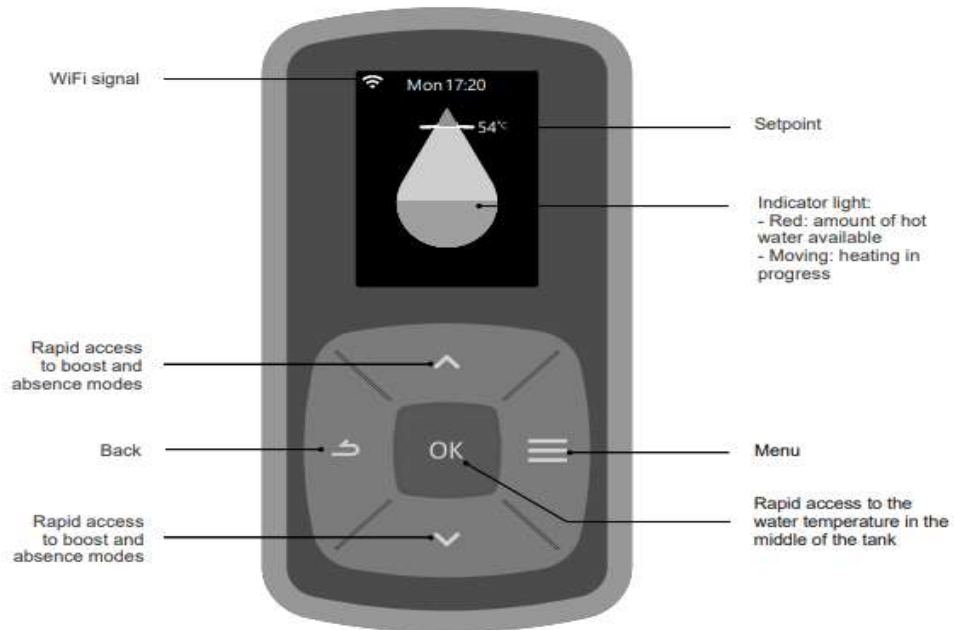 WiFi signal
Mon 17:20
54°C
Setpoint
Indicator light:
- Red: amount of hot
water available
- Moving: heating in
progress
Rapid access
to boost and
absence modes
Back
OK
Menu
Rapid access to the
water temperature in the
middle of the tank
Rapid access
to boost and
absence modes